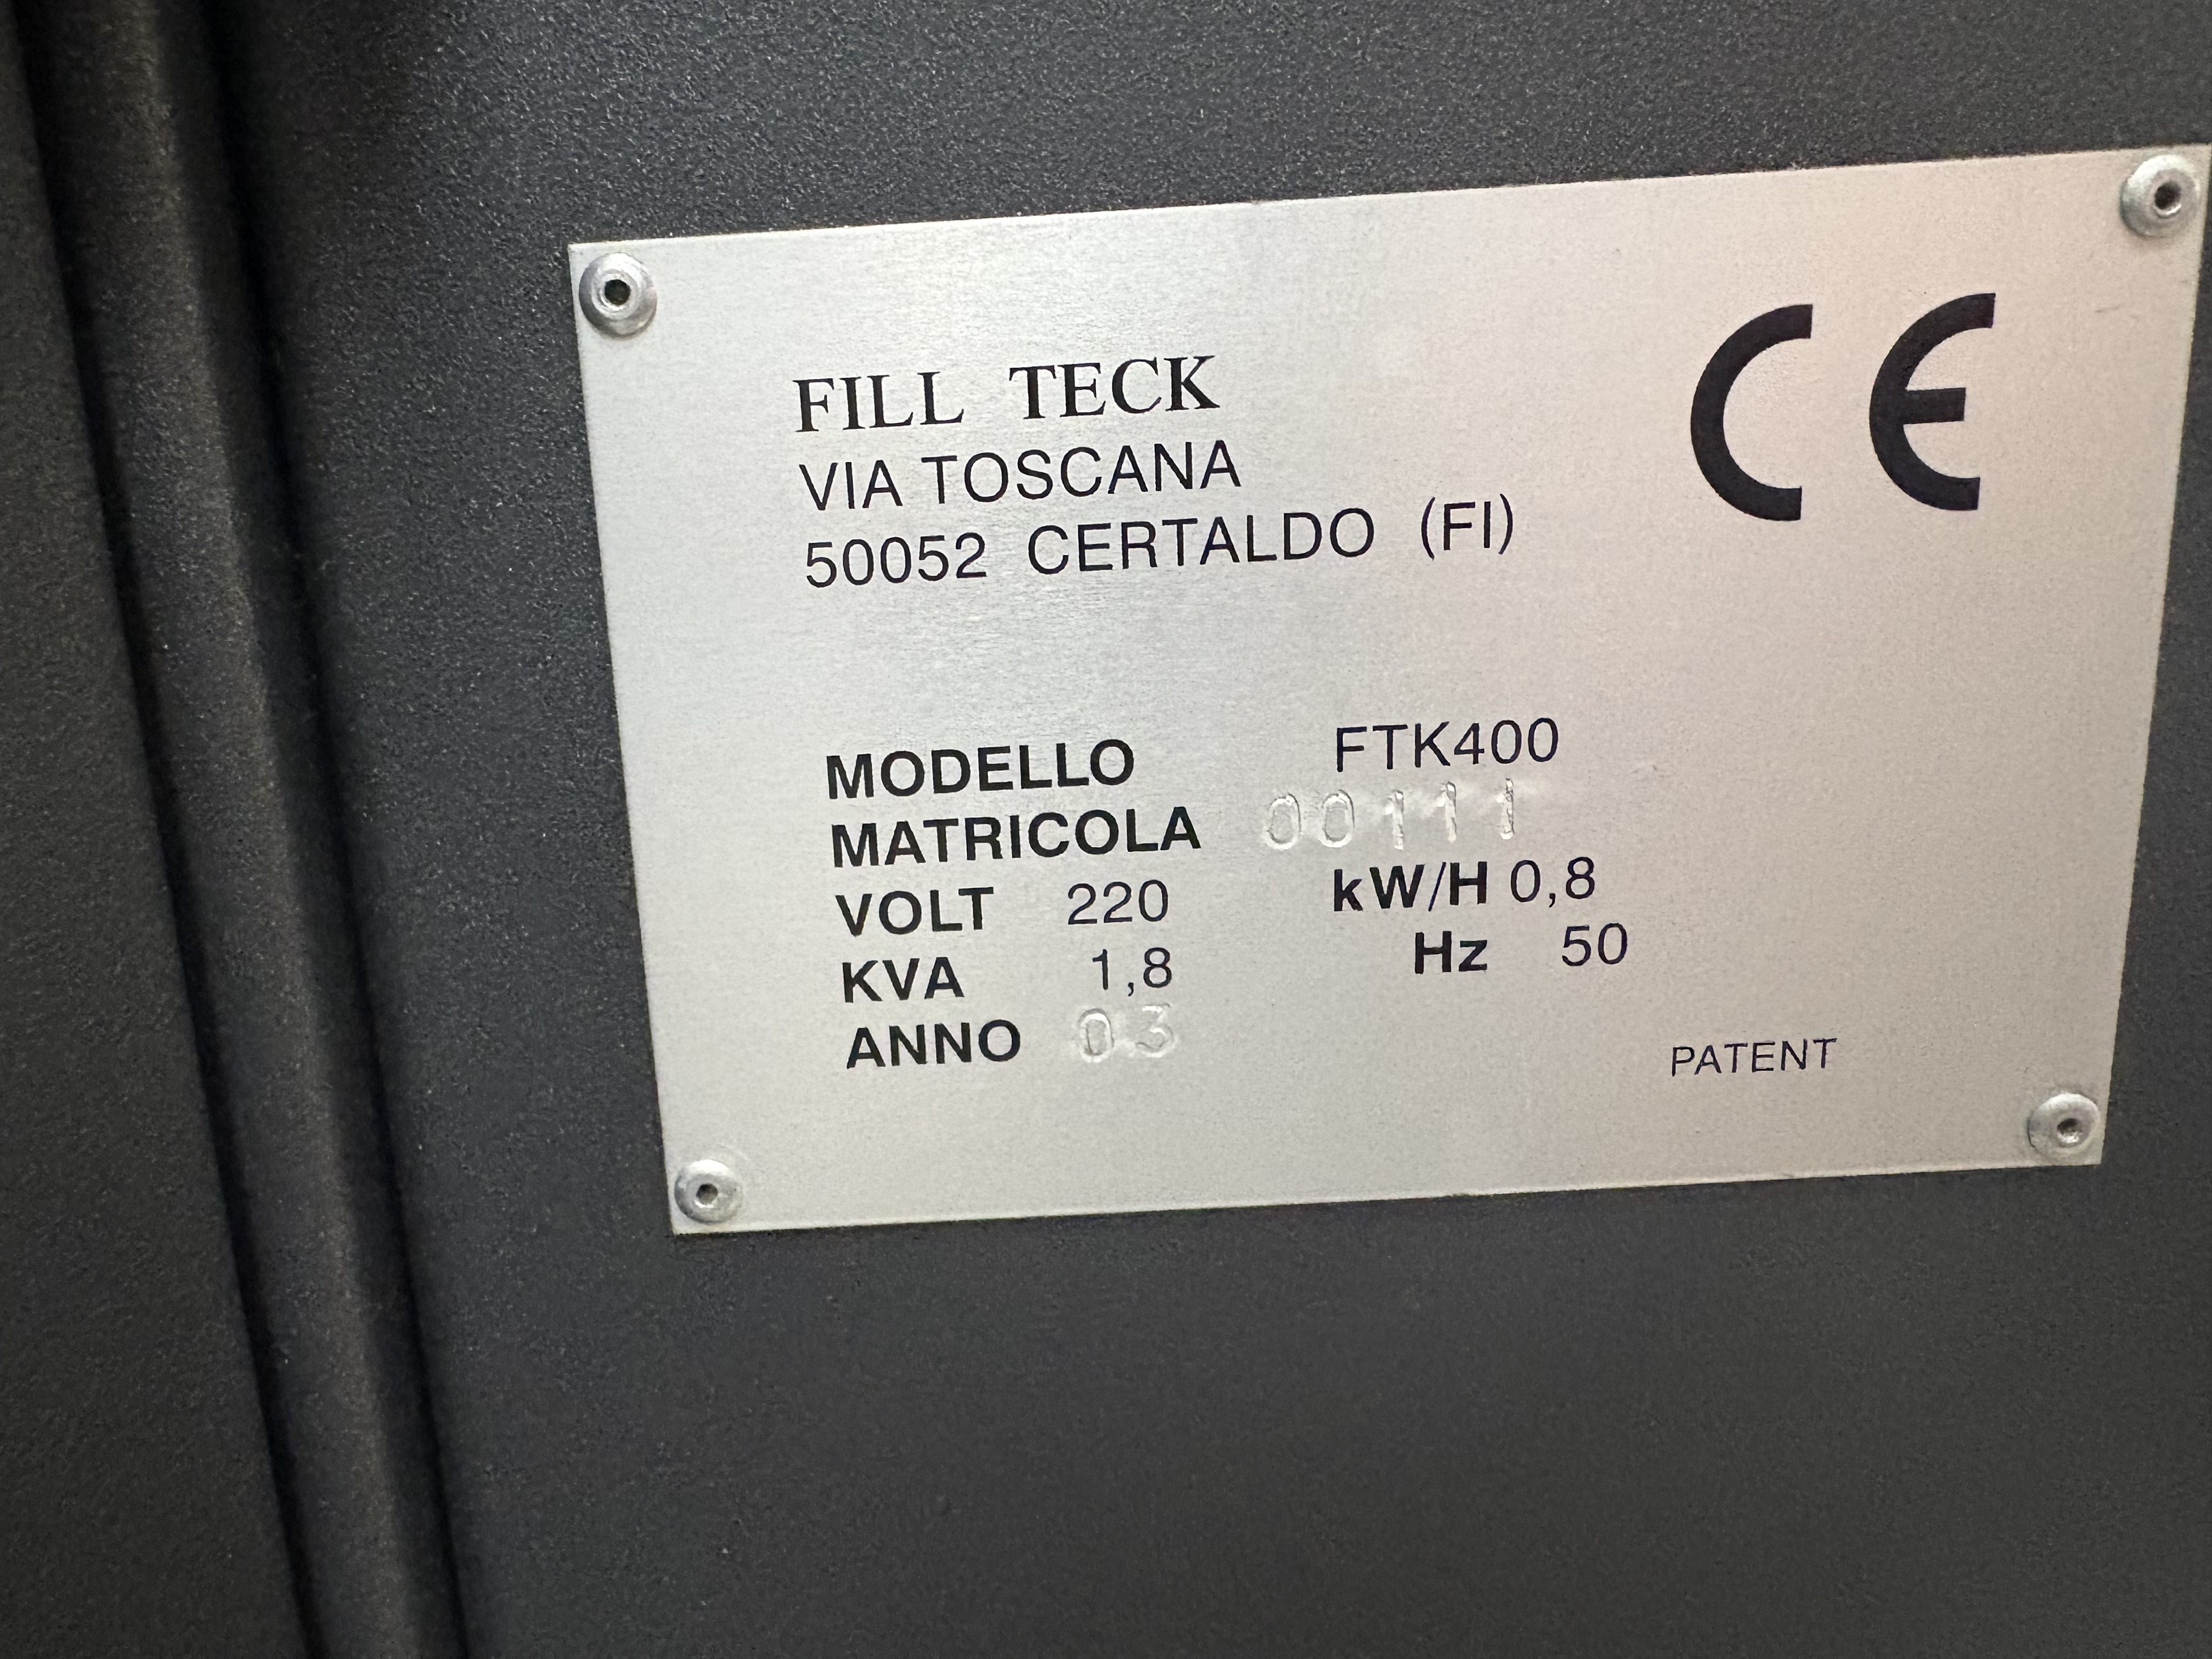 FILL TECK
VIA TOSCANA
50052 CERTALDO (FI)
CE
MODELLO FTK400
MATRICOLA 00111
VOLT 220 kW/H 0,8
KVA 1,8 Hz 50
ANNO 03
PATENT